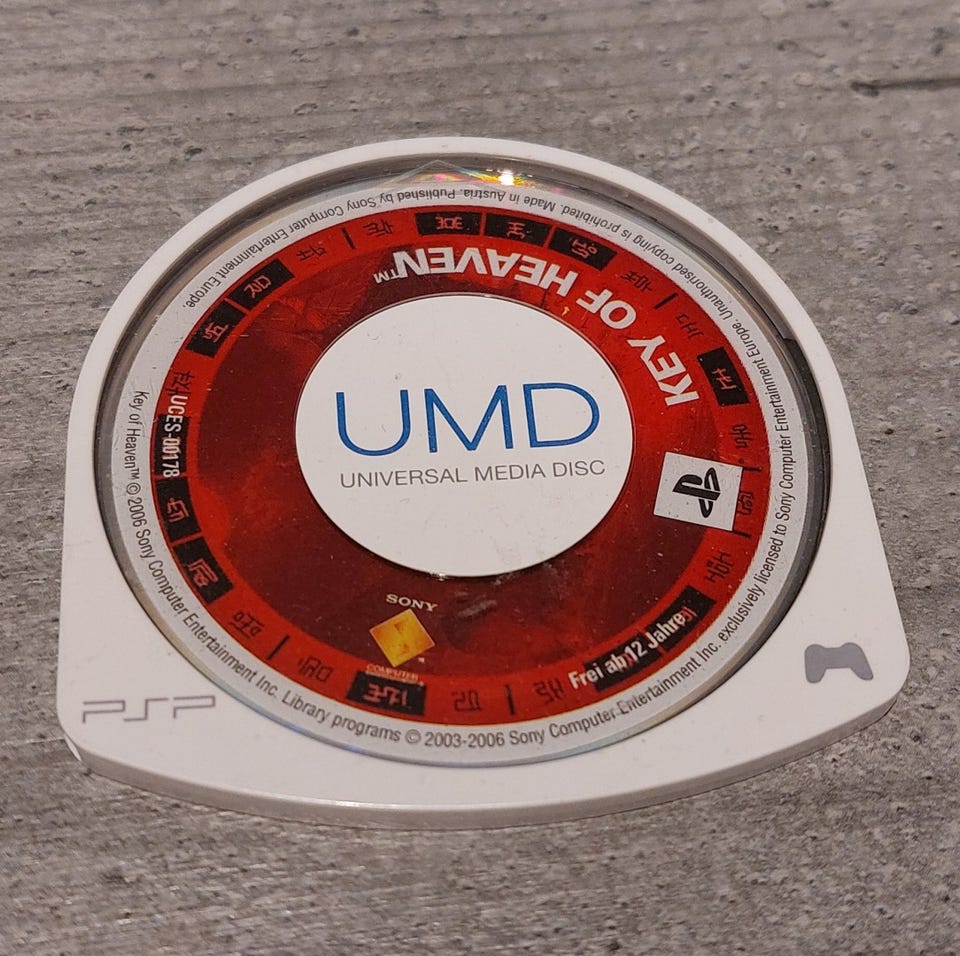 KEY OF HEAVEN™
UMD
UNIVERSAL MEDIA DISC
UCES-00178
SONY
COMPUTER
Frei ab 12 Jahre
Key of Heaven™ © 2006 Sony Computer Entertainment Inc. Library programs © 2003-2006 Sony Computer Entertainment Inc. exclusively licensed to Sony Computer Entertainment Europe. Unauthorised copying is prohibited. Made in Austria. Published by Sony Computer Entertainment Europe.
PSP